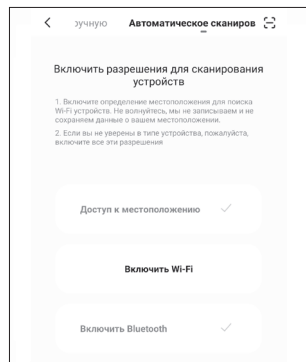 ручную Автоматическое сканиров
Включить разрешения для сканирования
устройств
1. Включите определение местоположения для поиска
Wi-Fi устройств. Не волнуйтесь, мы не записываем и не
сохраняем данные о вашем местоположении.
2. Если вы не уверены в типе устройства, пожалуйста,
включите все эти разрешения
Доступ к местоположению
Включить Wi-Fi
Включить Bluetooth